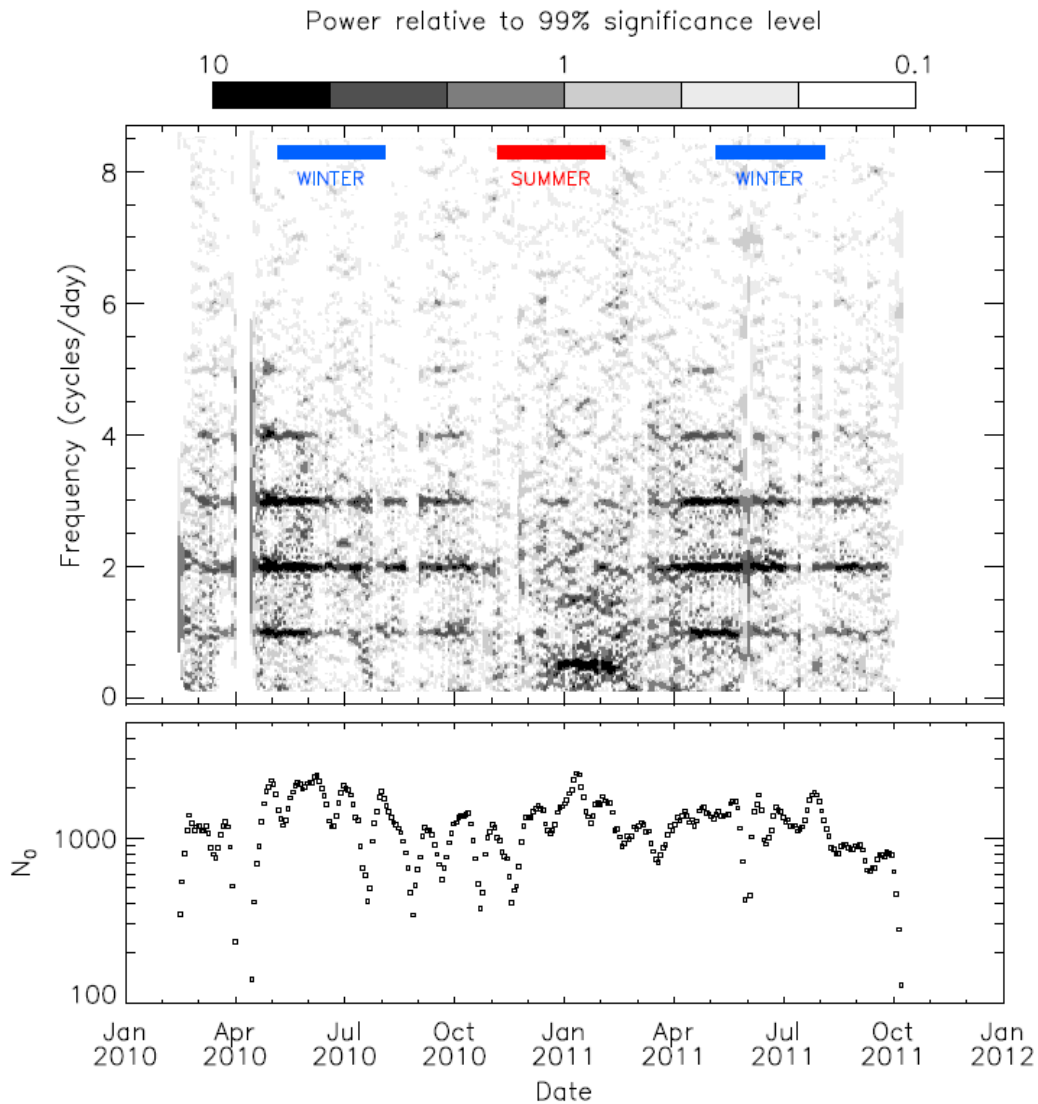 Power relative to 99% significance level
10 1 0.1
8
WINTER SUMMER WINTER
6
Frequency (cycles/day)
4
2
0
1000
N₀
100
Jan Apr Jul Oct Jan Apr Jul Oct Jan
2010 2010 2010 2010 2011 2011 2011 2011 2012
Date